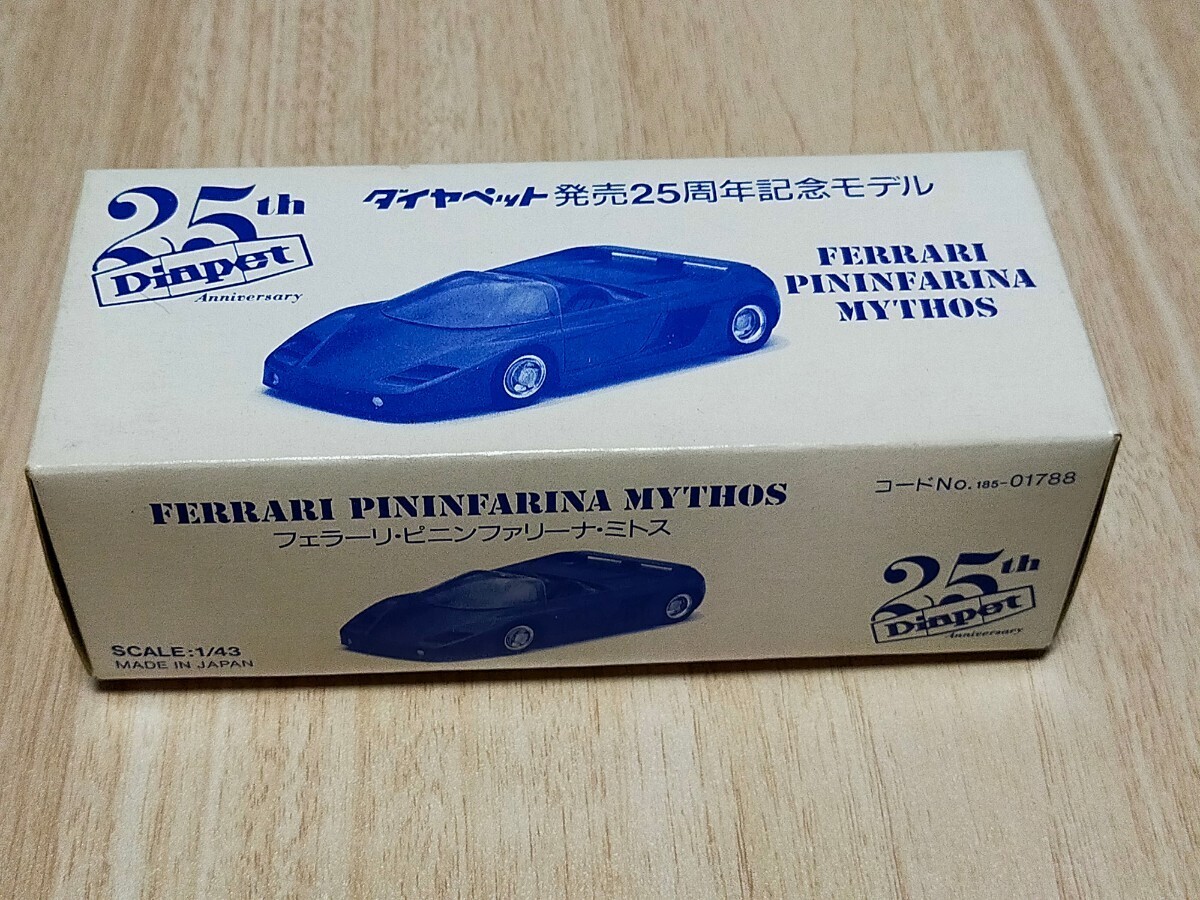 25th
Diapet
Anniversary
ダイヤペット 発売25周年記念モデル
FERRARI
PININFARINA
MYTHOS
FERRARI PININFARINA MYTHOS
フェラーリ・ピニンファリーナ・ミトス
コードNo. 185-01788
SCALE:1/43
MADE IN JAPAN
25th
Diapet
Anniversary